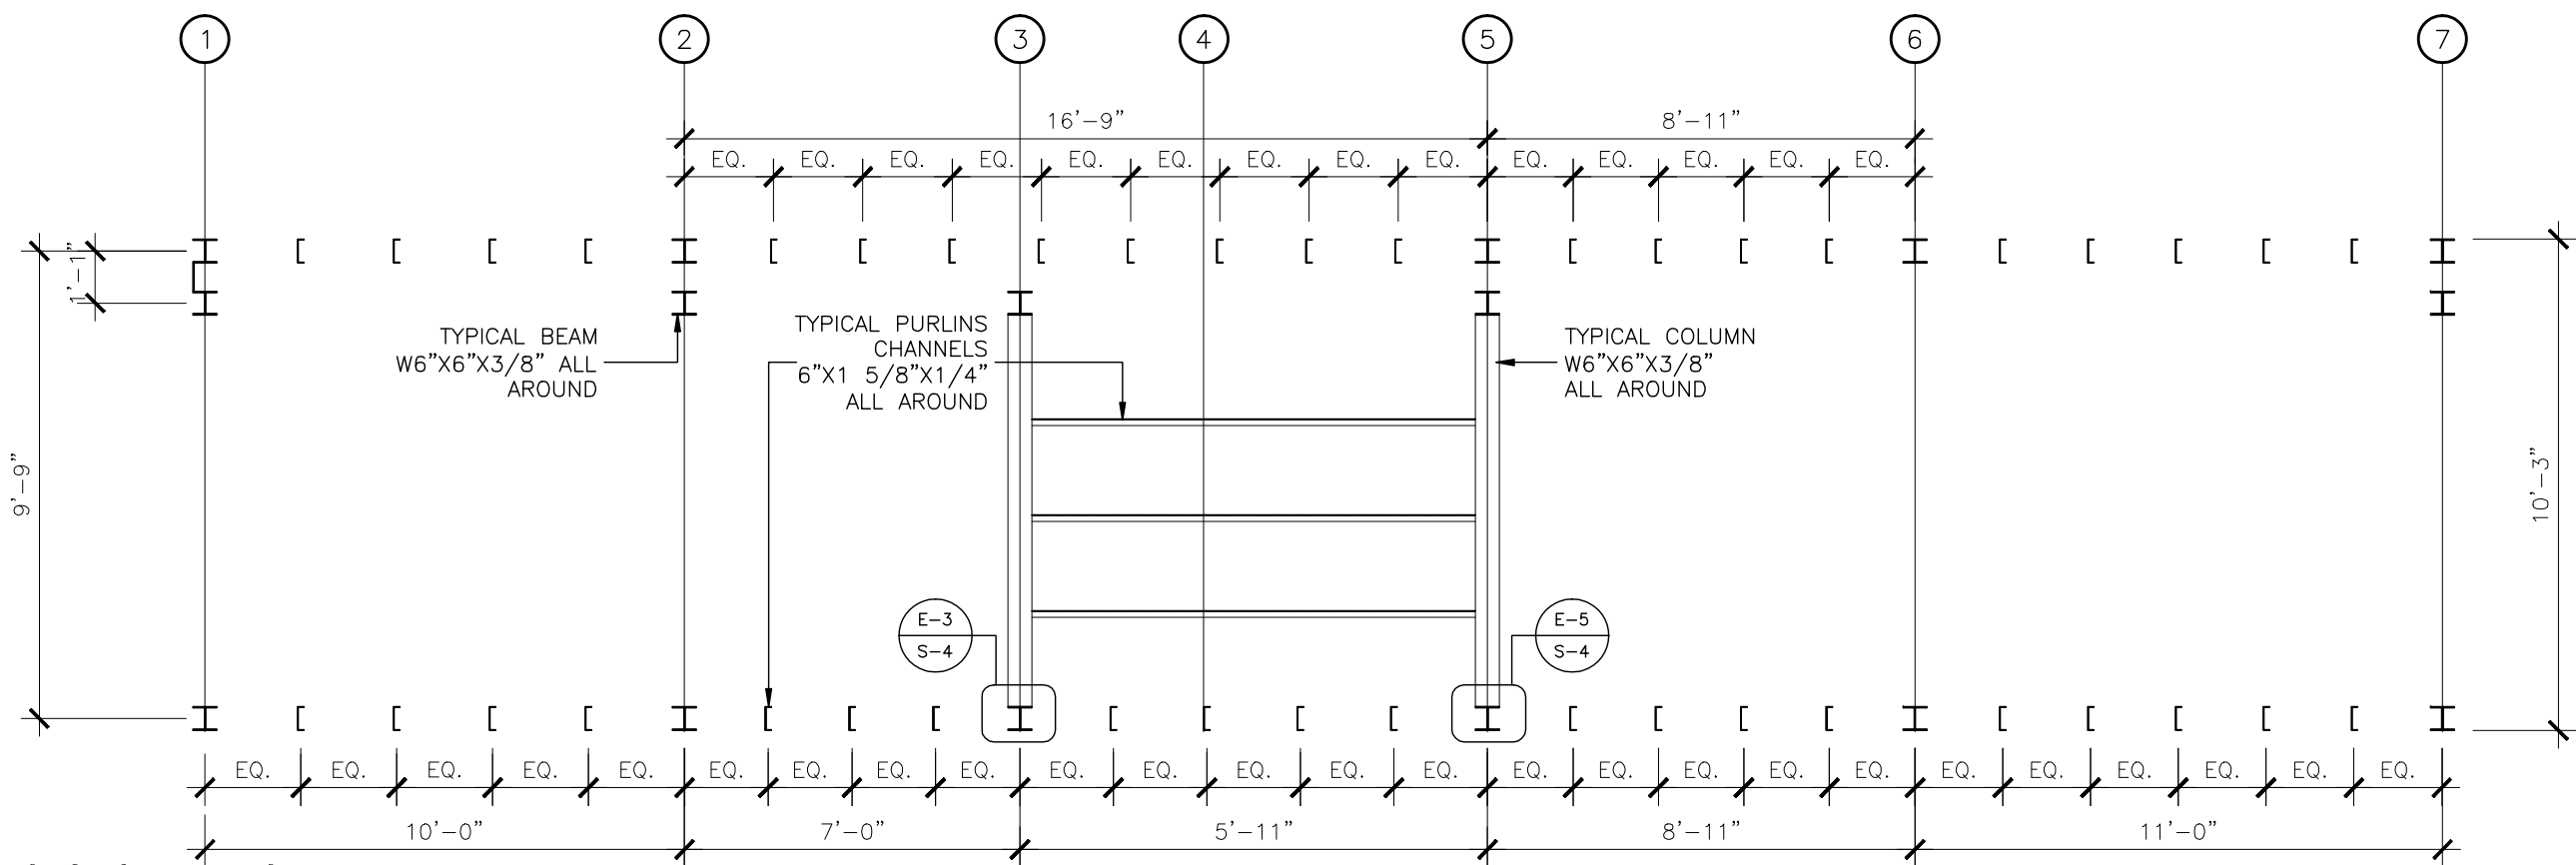 1 2 3 4 5 6 7
16'-9" 8'-11"
EQ. EQ. EQ. EQ. EQ. EQ. EQ. EQ. EQ. EQ. EQ. EQ. EQ. EQ.
1'-1"
9'-9"
10'-3"
TYPICAL BEAM
W6"X6"X3/8" ALL
AROUND
TYPICAL PURLINS
CHANNELS
6"X1 5/8"X1/4"
ALL AROUND
TYPICAL COLUMN
W6"X6"X3/8"
ALL AROUND
E-3
S-4
E-5
S-4
EQ. EQ. EQ. EQ. EQ. EQ. EQ. EQ. EQ. EQ. EQ. EQ. EQ. EQ. EQ. EQ. EQ. EQ. EQ. EQ. EQ. EQ. EQ. EQ. EQ.
10'-0" 7'-0" 5'-11" 8'-11" 11'-0"